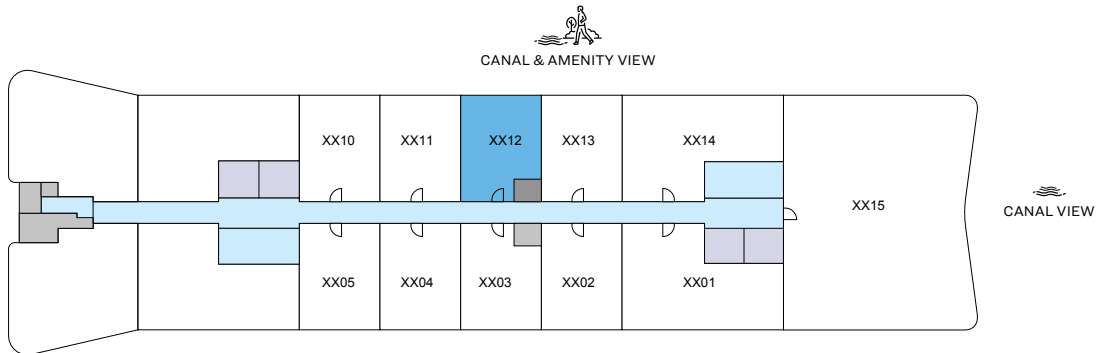 CANAL & AMENITY VIEW
XX10
XX11
XX12
XX13
XX14
XX15
CANAL VIEW
XX05
XX04
XX03
XX02
XX01